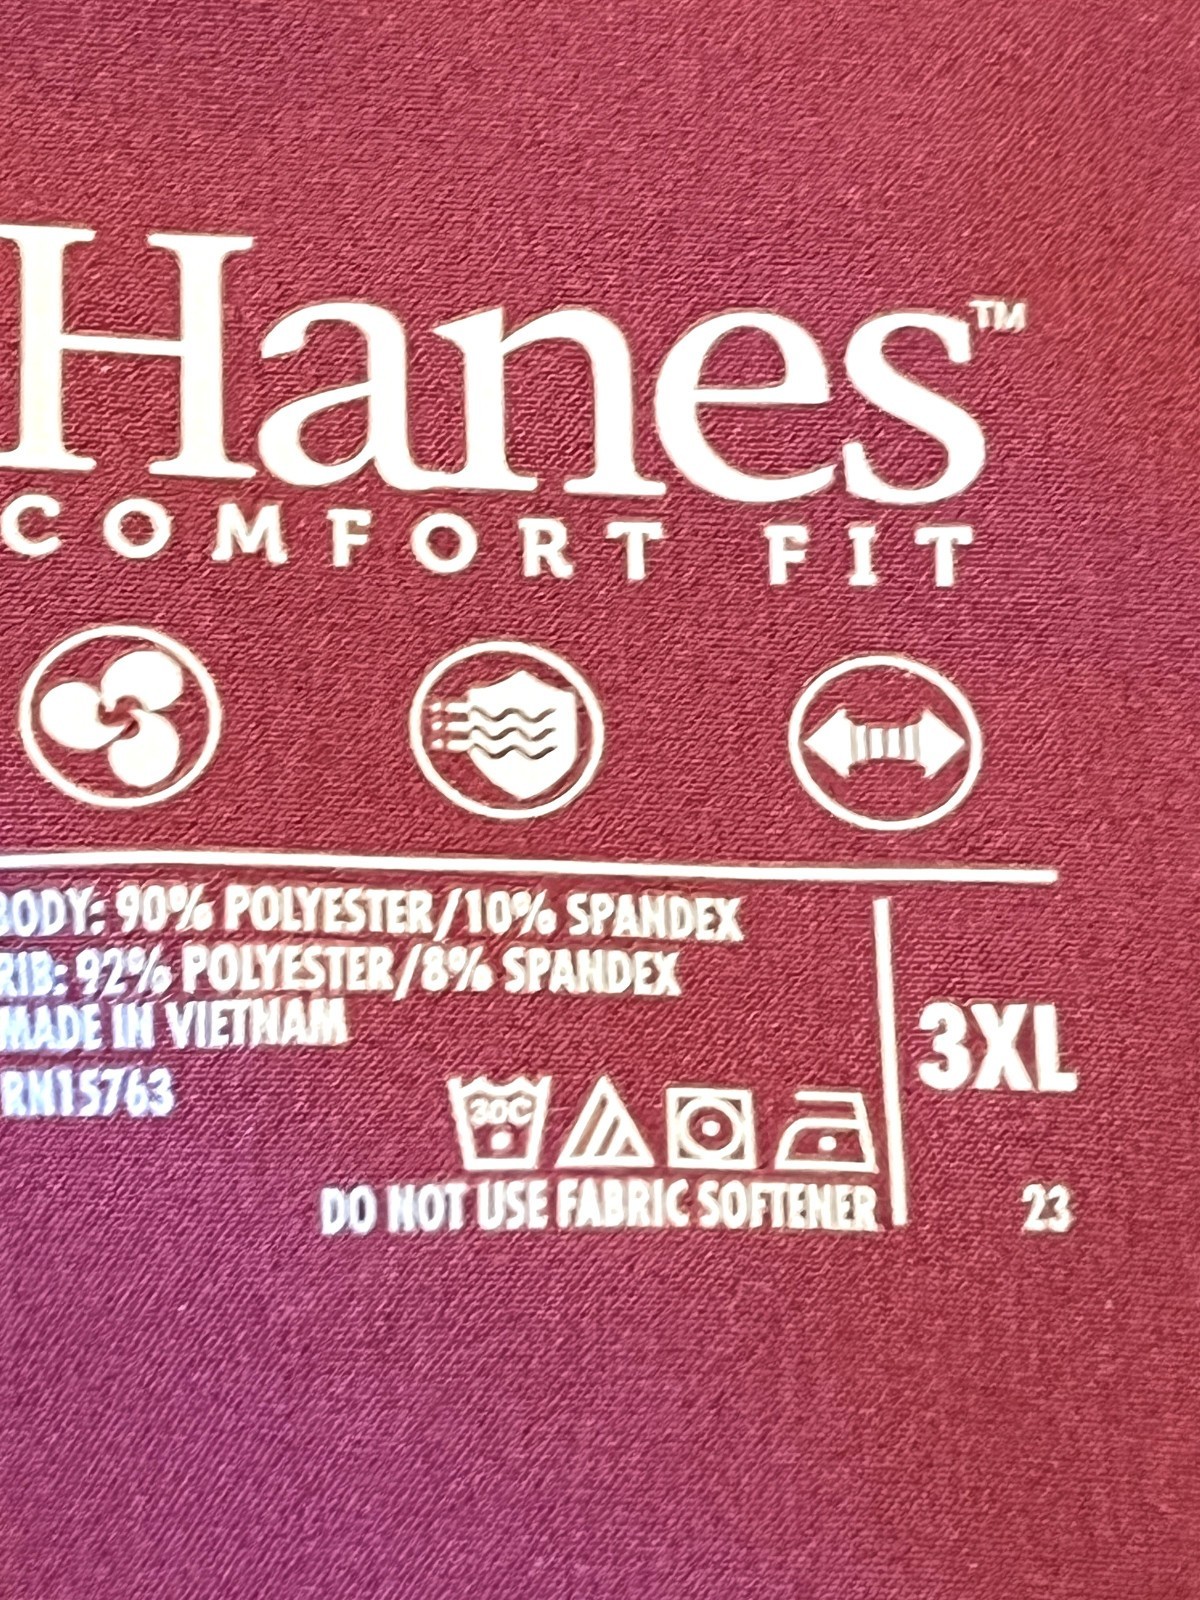 Hanes™
COMFORT FIT
BODY: 90% POLYESTER/10% SPANDEX
RIB: 92% POLYESTER/8% SPANDEX
MADE IN VIETNAM
RN15763
3XL
30C
DO NOT USE FABRIC SOFTENER
23